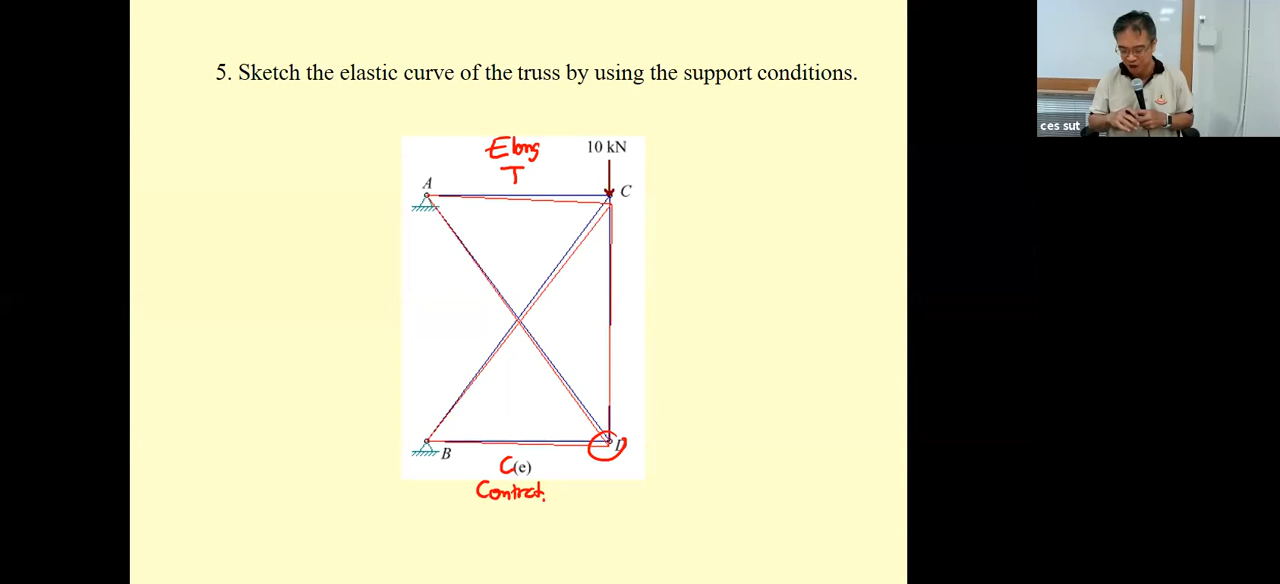 5. Sketch the elastic curve of the truss by using the support conditions.
Elong
T
10 kN
A
C
ces sut
B
D
C(e)
Contract.